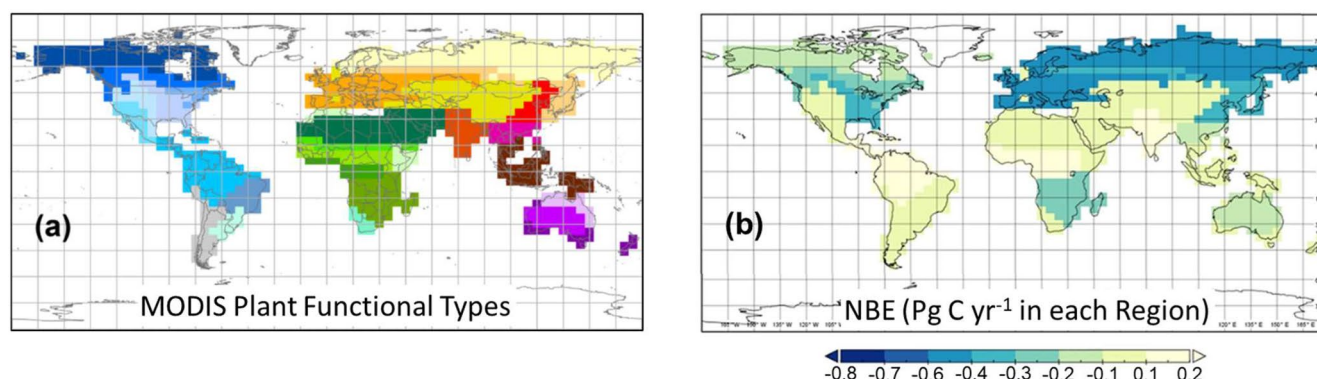 (a)
MODIS Plant Functional Types
(b)
NBE (Pg C yr-1 in each Region)
-0.8 -0.7 -0.6 -0.4 -0.3 -0.2 -0.1 0.1 0.2